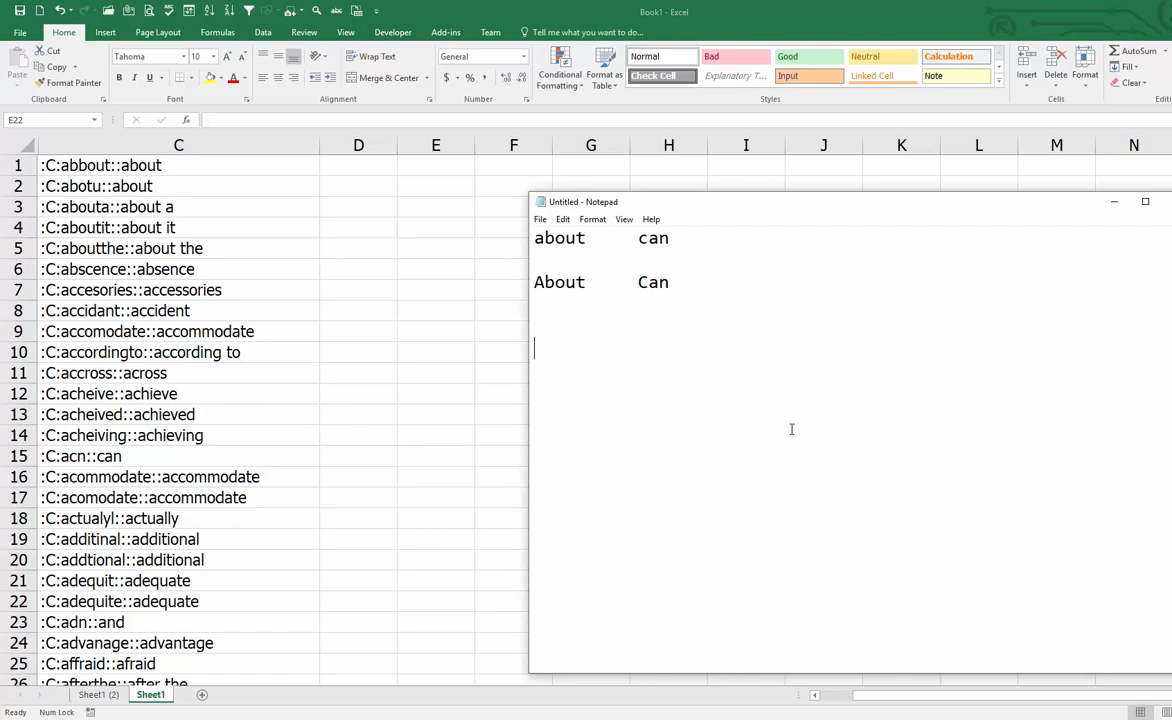 Book1 - Excel
File Home Insert Page Layout Formulas Data Review View Developer Add-ins Team Tell me what you want to do...
Paste
Cut
Copy
Format Painter
Clipboard
Tahoma 10
B I U
Font
Wrap Text
Merge & Center
Alignment
General
$ % ,
Number
Conditional Formatting
Format as Table
Normal Bad Good Neutral Calculation
Check Cell Explanatory T... Input Linked Cell Note
Styles
Insert Delete Format
Cells
AutoSum
Fill
Clear
Editi
E22 fx
C D E F G H I J K L M N
1 :C:abbout::about
2 :C:abotu::about
3 :C:abouta::about a
4 :C:aboutit::about it
5 :C:aboutthe::about the
6 :C:abscence::absence
7 :C:accesories::accessories
8 :C:accidant::accident
9 :C:accomodate::accommodate
10 :C:accordingto::according to
11 :C:accross::across
12 :C:acheive::achieve
13 :C:acheived::achieved
14 :C:acheiving::achieving
15 :C:acn::can
16 :C:acommodate::accommodate
17 :C:acomodate::accommodate
18 :C:actualyl::actually
19 :C:additinal::additional
20 :C:addtional::additional
21 :C:adequit::adequate
22 :C:adequite::adequate
23 :C:adn::and
24 :C:advanage::advantage
25 :C:affraid::afraid
26 :C:afterthe::after the
Untitled - Notepad
File Edit Format View Help
about can
About Can
Sheet1 (2) Sheet1
Ready Num Lock